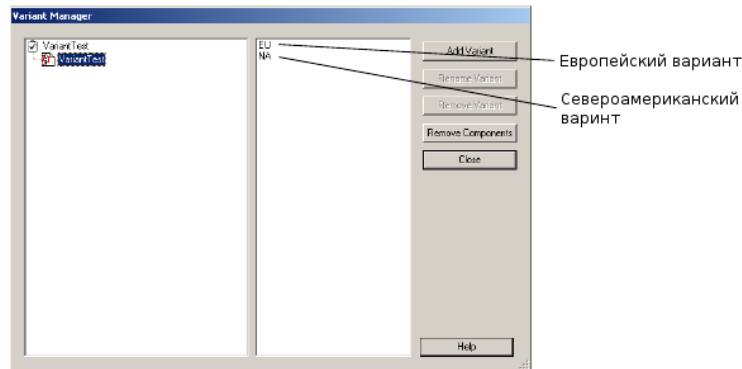 Variant Manager
VariantTest
VariantTest
EU
NA
Add Variant
Rename Variant
Remove Variant
Remove Components
Close
Help
Европейский вариант
Североамериканский
варинт